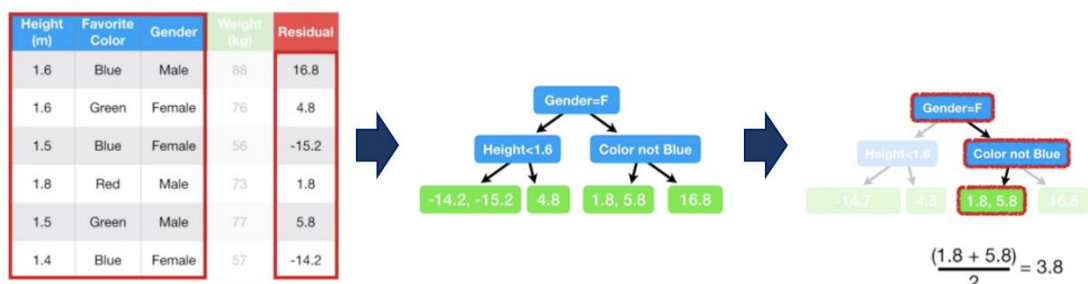 Height (m) Favorite Color Gender Weight (kg) Residual
1.6 Blue Male 88 16.8
1.6 Green Female 76 4.8
1.5 Blue Female 56 -15.2
1.8 Red Male 73 1.8
1.5 Green Male 77 5.8
1.4 Blue Female 57 -14.2
Gender=F
Height<1.6 Color not Blue
-14.2, -15.2 4.8 1.8, 5.8 16.8
Gender=F
Height<1.6 Color not Blue
-14.7 4.8 1.8, 5.8 16.8
(1.8 + 5.8)
= 3.8
2